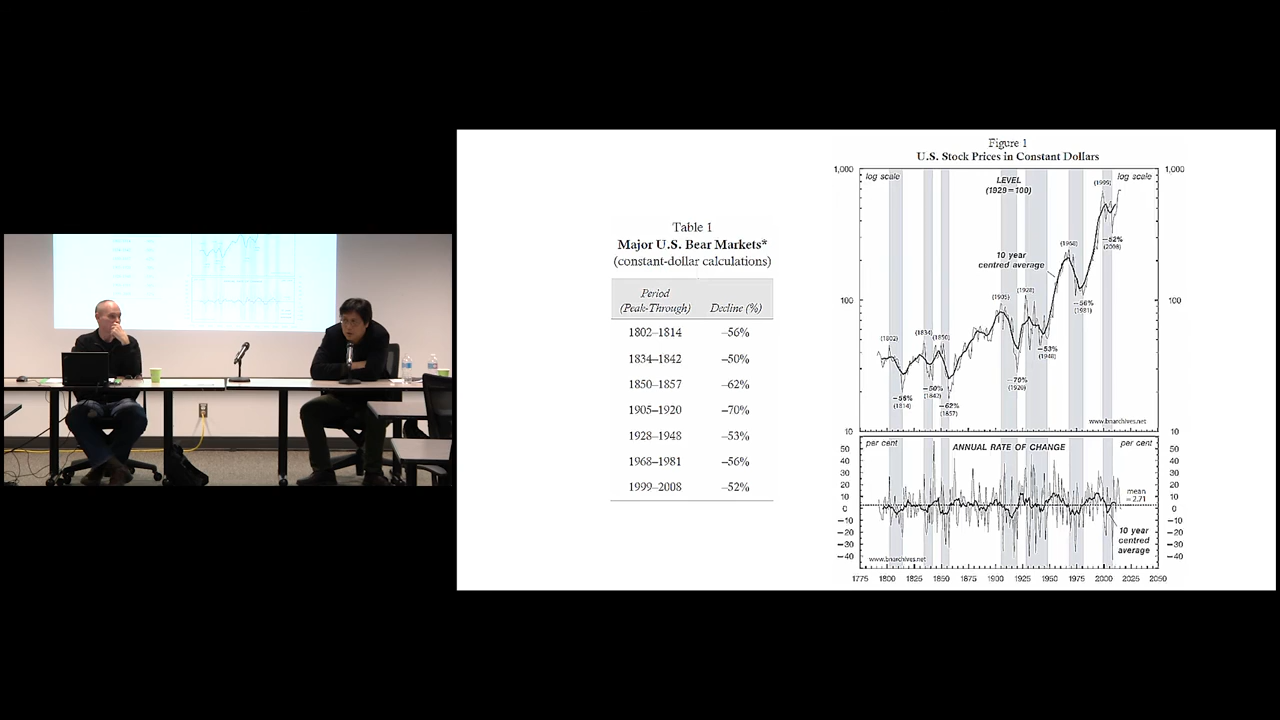 Table 1
Major U.S. Bear Markets*
(constant-dollar calculations)
Period
(Peak-Through) Decline (%)
1802–1814 –56%
1834–1842 –50%
1850–1857 –62%
1905–1920 –70%
1928–1948 –53%
1968–1981 –56%
1999–2008 –52%
Figure 1
U.S. Stock Prices in Constant Dollars
1,000 1,000
log scale log scale
LEVEL
(1929=100)
(1999)
–52%
(2008)
(1968)
10 year
centred average
–56%
(1981)
100 100
(1905) (1928)
–53%
(1948)
(1802) (1834) (1850)
–70%
(1920)
–56%
(1814)
–50%
(1842)
–62%
(1857)
www.bnarchives.net
10 10
per cent per cent
ANNUAL RATE OF CHANGE
50 50
40 40
30 30
20 20
10 10
0 0
–10 –10
–20 –20
–30 –30
–40 –40
mean
= 2.71
10 year
centred
average
www.bnarchives.net
1775 1800 1825 1850 1875 1900 1925 1950 1975 2000 2025 2050